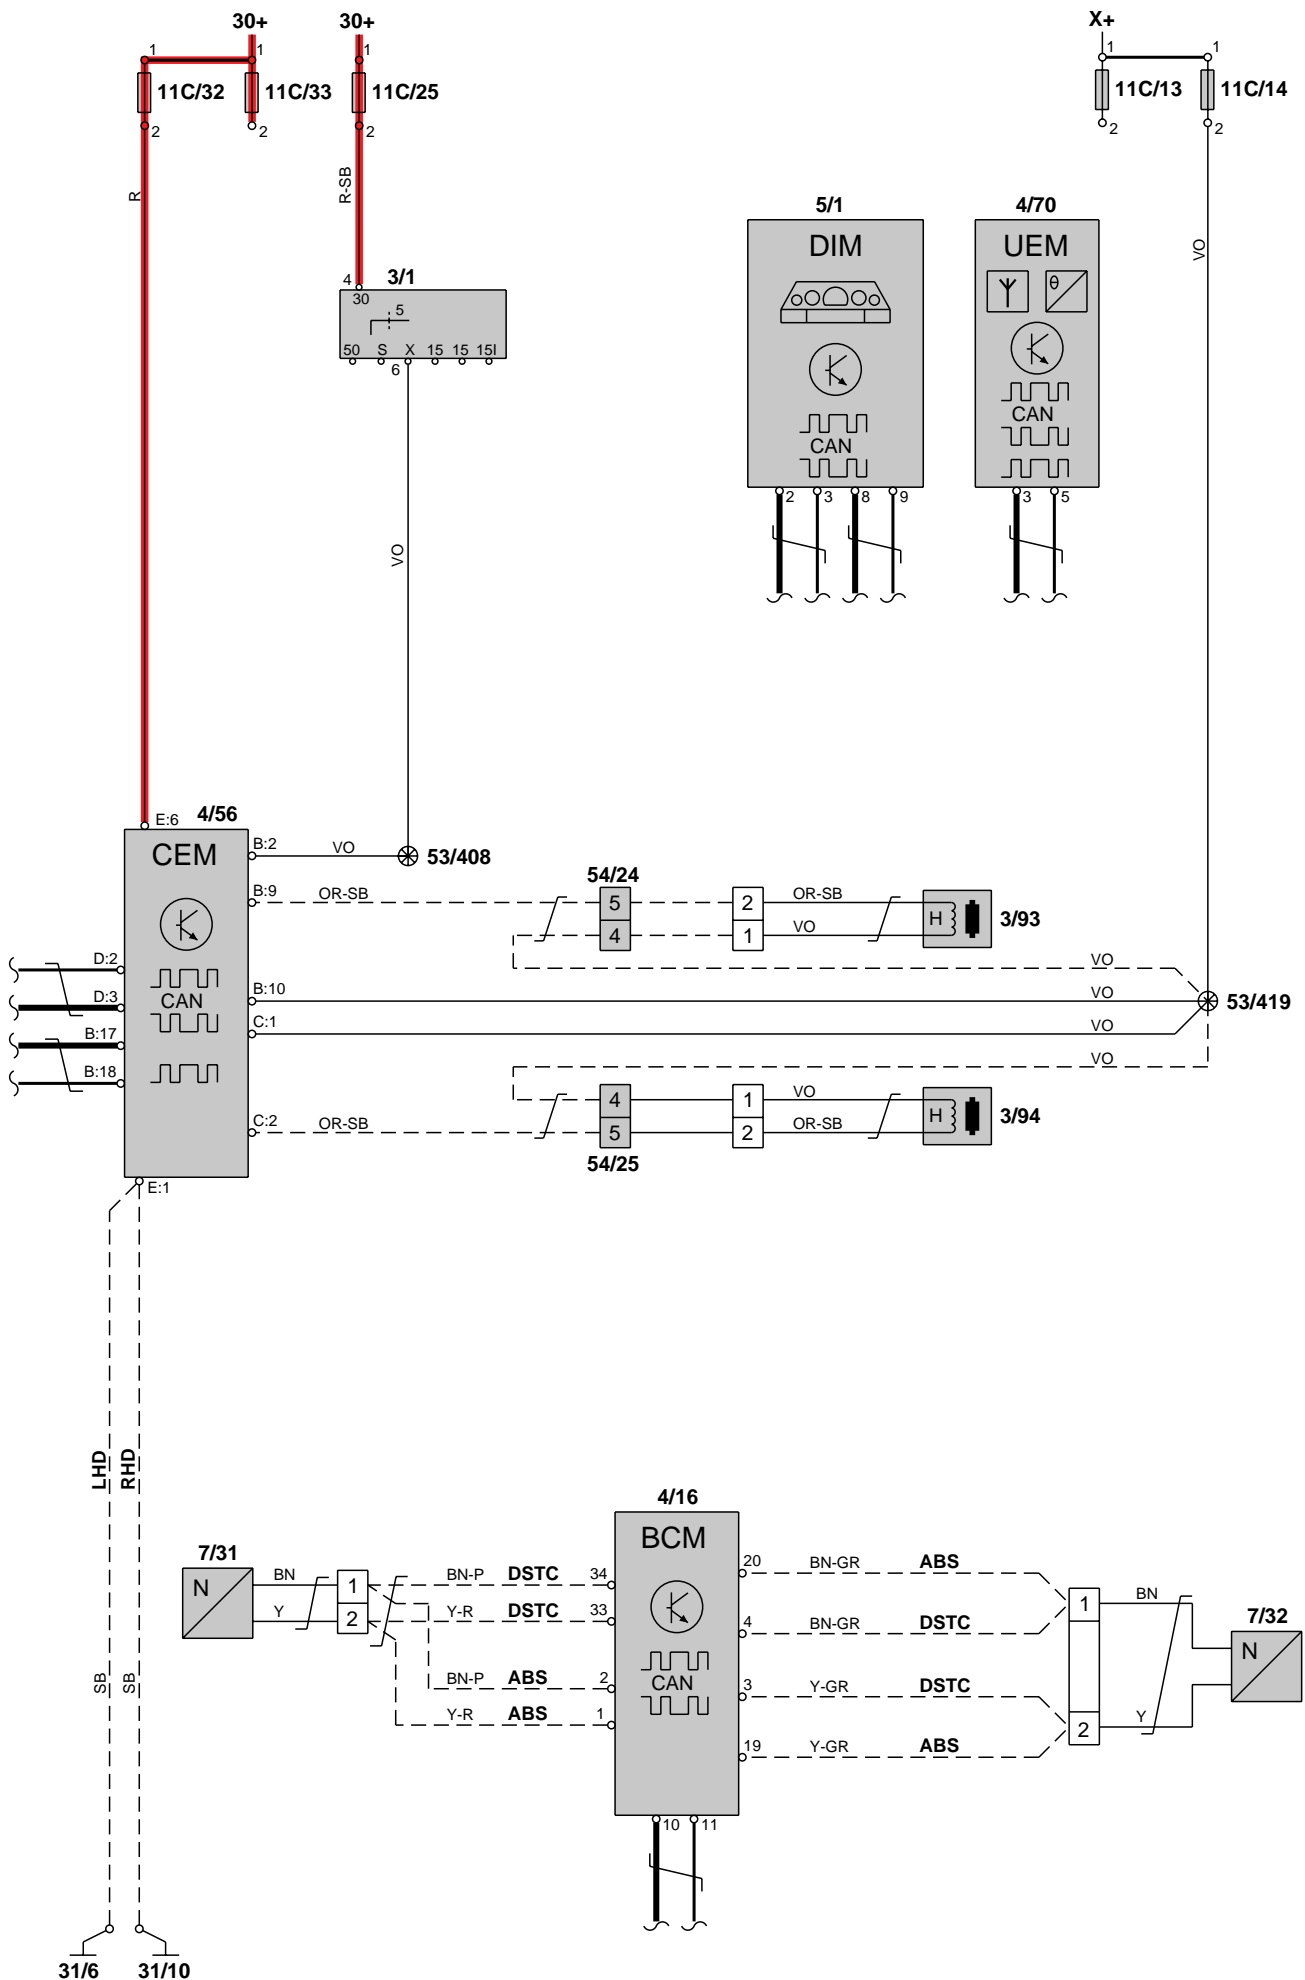 30+ 30+ X+
1 1 1 1 1
11C/32 11C/33 11C/25 11C/13 11C/14
2 2 2 2 2
R R-SB VO
5/1 4/70
DIM UEM
θ
4 3/1
30
5
50 S X 15 15 15I
6
CAN CAN
2 3 8 9 3 5
VO
E:6 4/56
CEM
B:2 VO 53/408
54/24
B:9 OR-SB 5 2 OR-SB
4 1 VO H 3/93
D:2 VO
D:3 CAN B:10 VO 53/419
C:1 VO
B:17
VO
B:18
4 1 VO
C:2 OR-SB 5 2 OR-SB H 3/94
54/25
E:1
LHD RHD
4/16
BCM
7/31
N BN 1 BN-P DSTC 34
Y 2 Y-R DSTC 33
BN-P ABS 2
Y-R ABS 1
CAN
20 BN-GR ABS
4 BN-GR DSTC 1 BN
7/32
N
3 Y-GR DSTC 2 Y
19 Y-GR ABS
SB SB
10 11
31/6 31/10